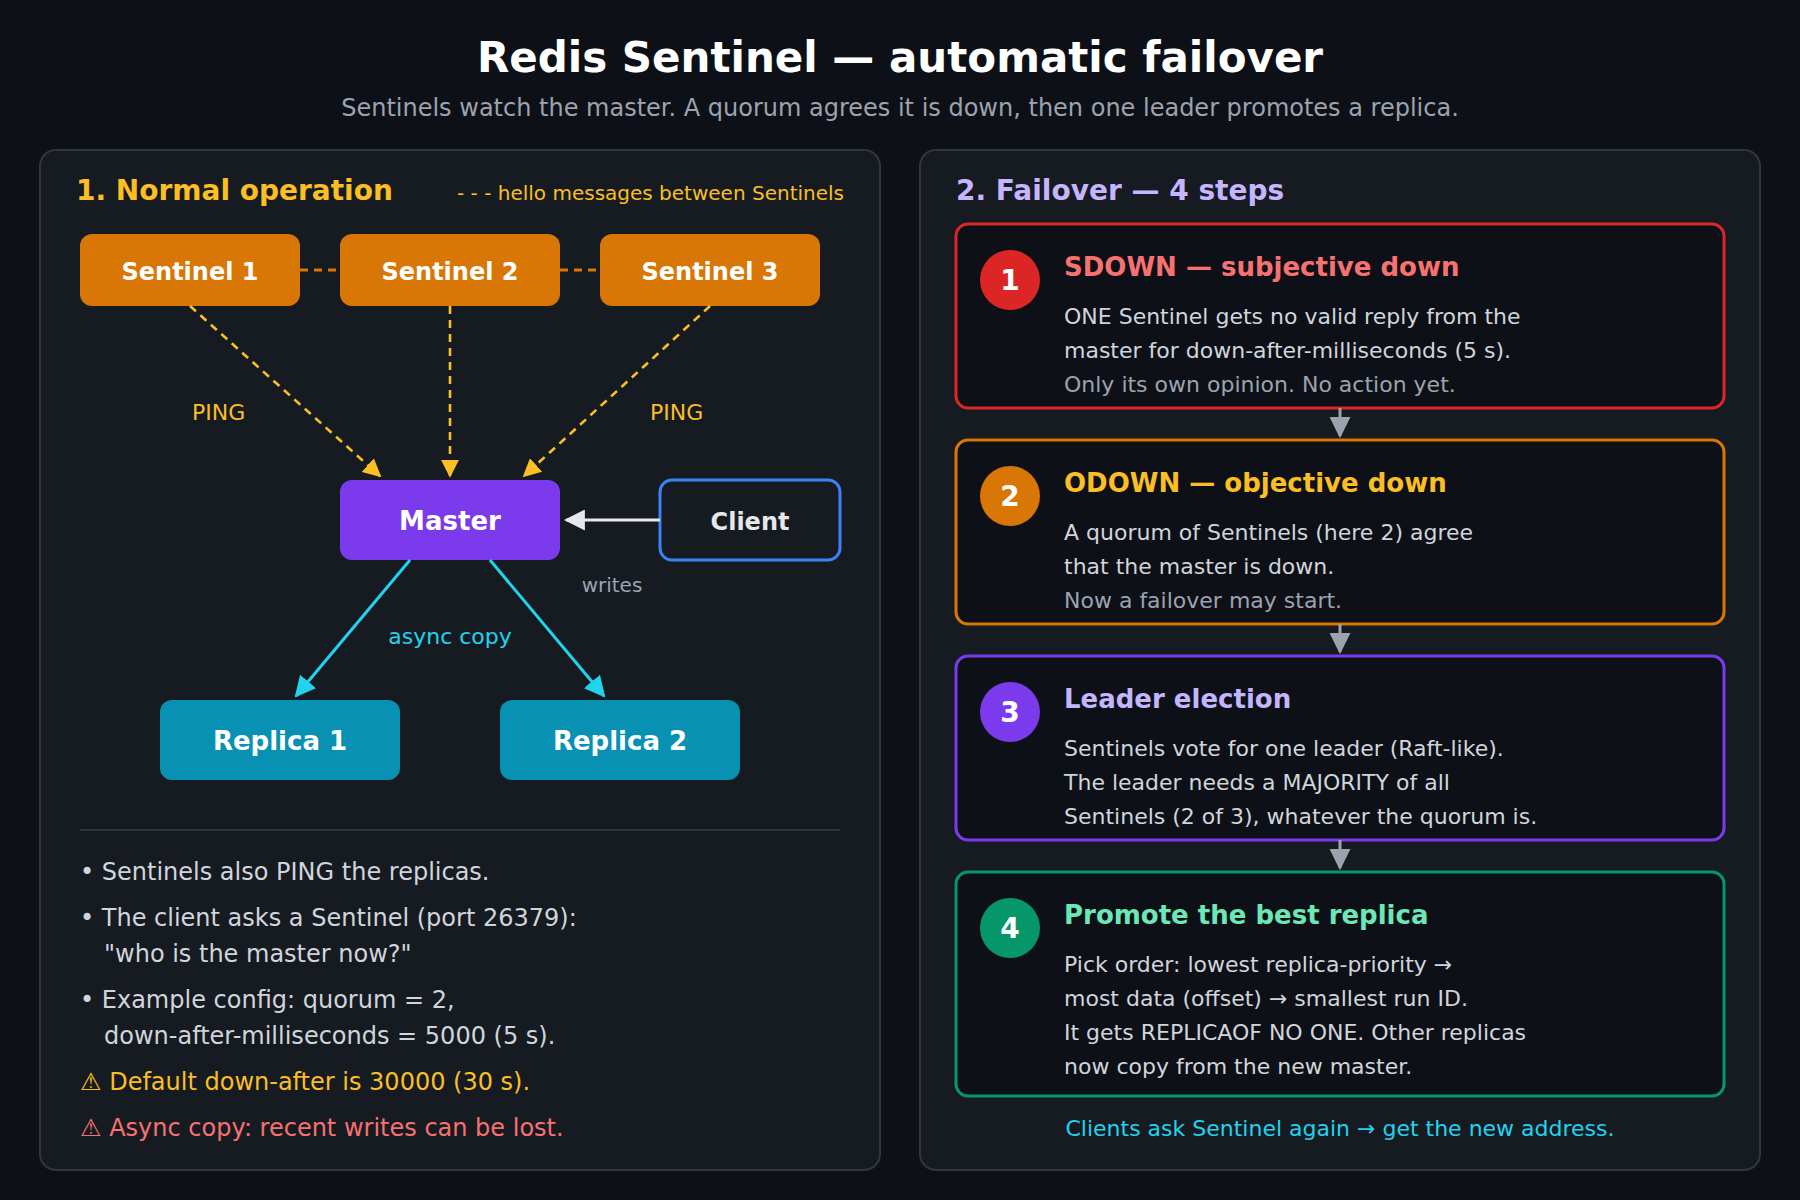 Redis Sentinel — automatic failover
Sentinels watch the master. A quorum agrees it is down, then one leader promotes a replica.
1. Normal operation
- - - hello messages between Sentinels
Sentinel 1
Sentinel 2
Sentinel 3
PING
PING
Master
Client
writes
async copy
Replica 1
Replica 2
• Sentinels also PING the replicas.
• The client asks a Sentinel (port 26379):
"who is the master now?"
• Example config: quorum = 2,
down-after-milliseconds = 5000 (5 s).
⚠ Default down-after is 30000 (30 s).
⚠ Async copy: recent writes can be lost.
2. Failover — 4 steps
1
SDOWN — subjective down
ONE Sentinel gets no valid reply from the
master for down-after-milliseconds (5 s).
Only its own opinion. No action yet.
2
ODOWN — objective down
A quorum of Sentinels (here 2) agree
that the master is down.
Now a failover may start.
3
Leader election
Sentinels vote for one leader (Raft-like).
The leader needs a MAJORITY of all
Sentinels (2 of 3), whatever the quorum is.
4
Promote the best replica
Pick order: lowest replica-priority →
most data (offset) → smallest run ID.
It gets REPLICAOF NO ONE. Other replicas
now copy from the new master.
Clients ask Sentinel again → get the new address.